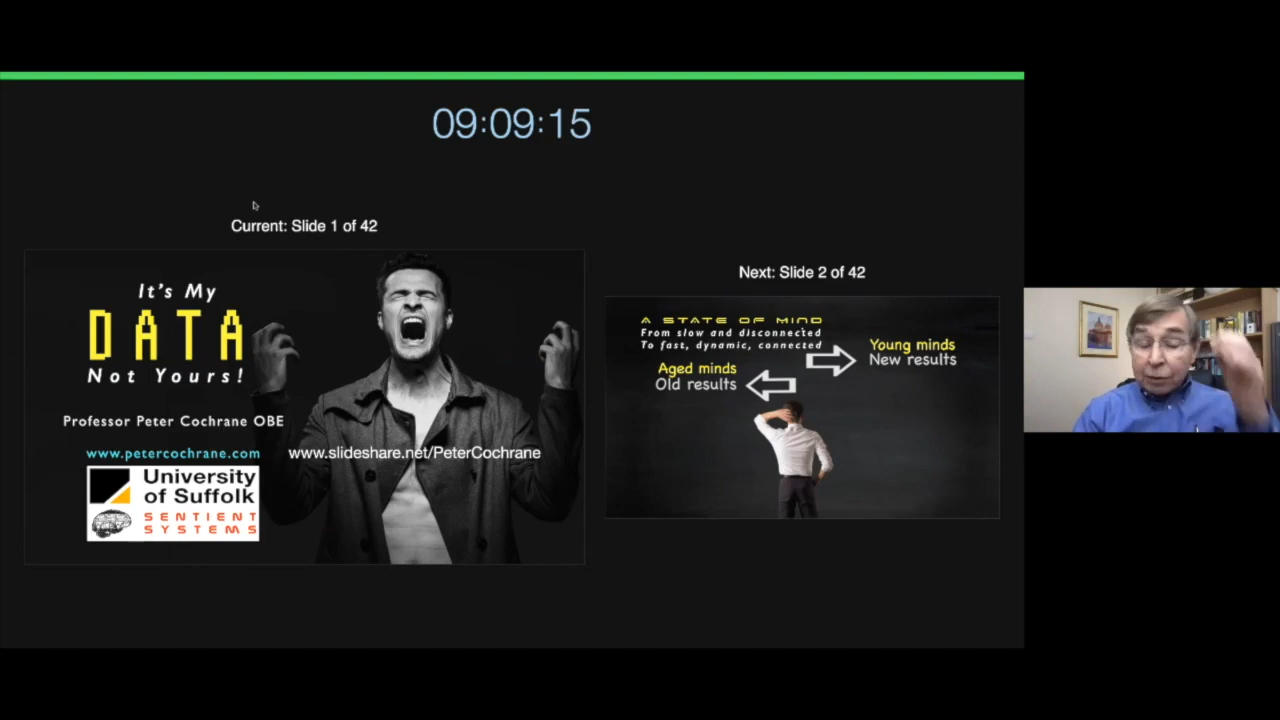 09:09:15
Current: Slide 1 of 42
It's My
DATA
Not Yours!
Professor Peter Cochrane OBE
www.petercochrane.com
www.slideshare.net/PeterCochrane
University
of Suffolk
SENTIENT
SYSTEMS
Next: Slide 2 of 42
A STATE OF MIND
From slow and disconnected
To fast, dynamic, connected
Young minds
New results
Aged minds
Old results